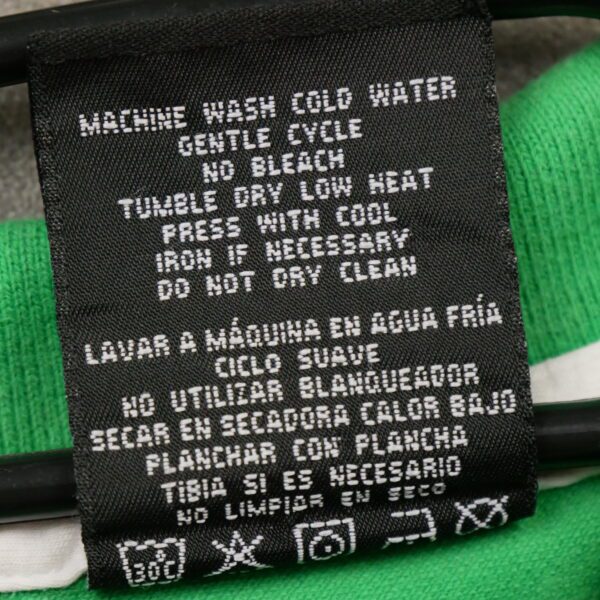 MACHINE WASH COLD WATER
GENTLE CYCLE
NO BLEACH
TUMBLE DRY LOW HEAT
PRESS WITH COOL
IRON IF NECESSARY
DO NOT DRY CLEAN
LAVAR A MÁQUINA EN AGUA FRÍA
CICLO SUAVE
NO UTILIZAR BLANQUEADOR
SECAR EN SECADORA CALOR BAJO
PLANCHAR CON PLANCHA
TIBIA SI ES NECESARIO
NO LIMPIAR EN SECO
30C